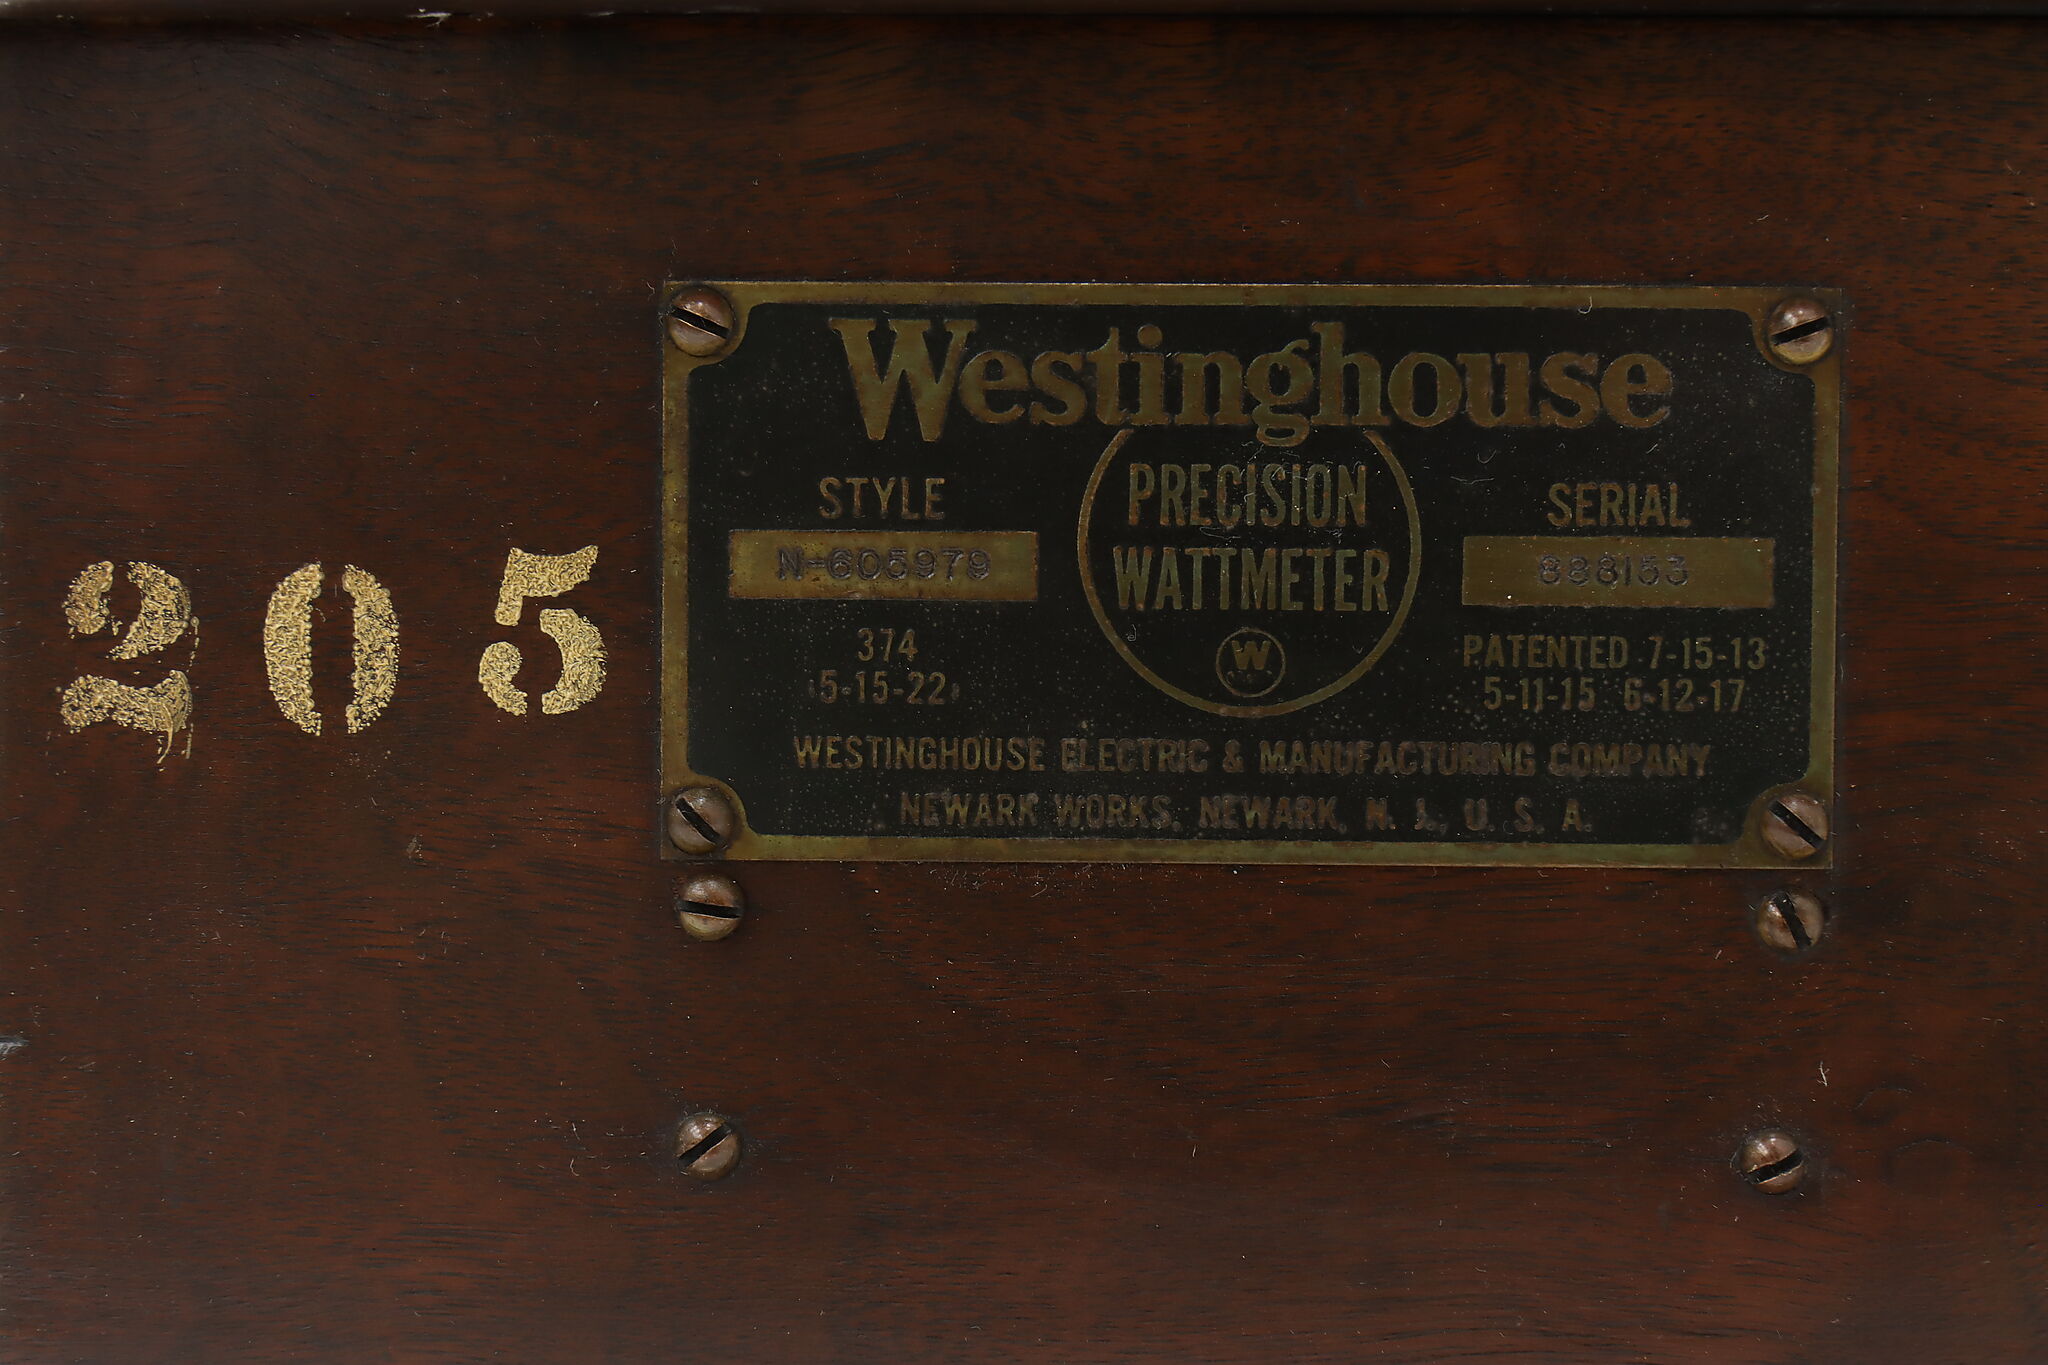 205
Westinghouse
PRECISION
WATTMETER
W
STYLE
N-605979
374
5-15-22
SERIAL
888153
PATENTED 7-15-13
5-11-15 6-12-17
WESTINGHOUSE ELECTRIC & MANUFACTURING COMPANY
NEWARK WORKS, NEWARK, N. J., U. S. A.